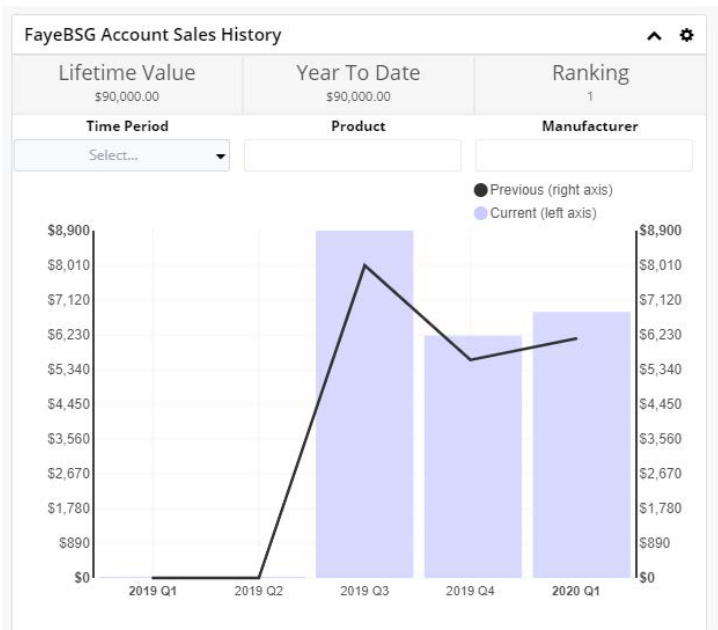 FayeBSG Account Sales History
Lifetime Value Year To Date Ranking
$90,000.00 $90,000.00 1
Time Period Product Manufacturer
Select...
Previous (right axis)
Current (left axis)
$8,900 $8,900
$8,010 $8,010
$7,120 $7,120
$6,230 $6,230
$5,340 $5,340
$4,450 $4,450
$3,560 $3,560
$2,670 $2,670
$1,780 $1,780
$890 $890
$0 $0
2019 Q1 2019 Q2 2019 Q3 2019 Q4 2020 Q1